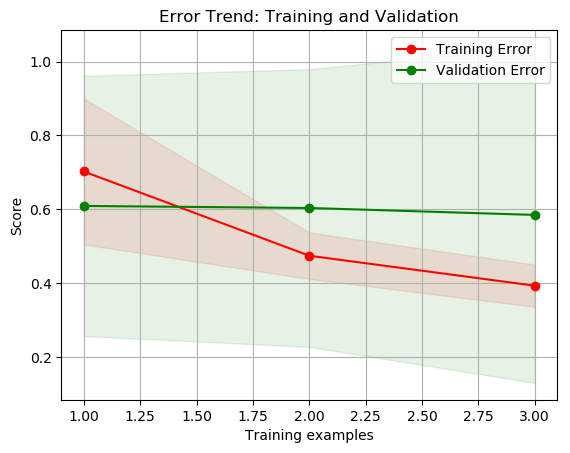 Error Trend: Training and Validation
Training Error
Validation Error
Score
1.0
0.8
0.6
0.4
0.2
1.00 1.25 1.50 1.75 2.00 2.25 2.50 2.75 3.00
Training examples